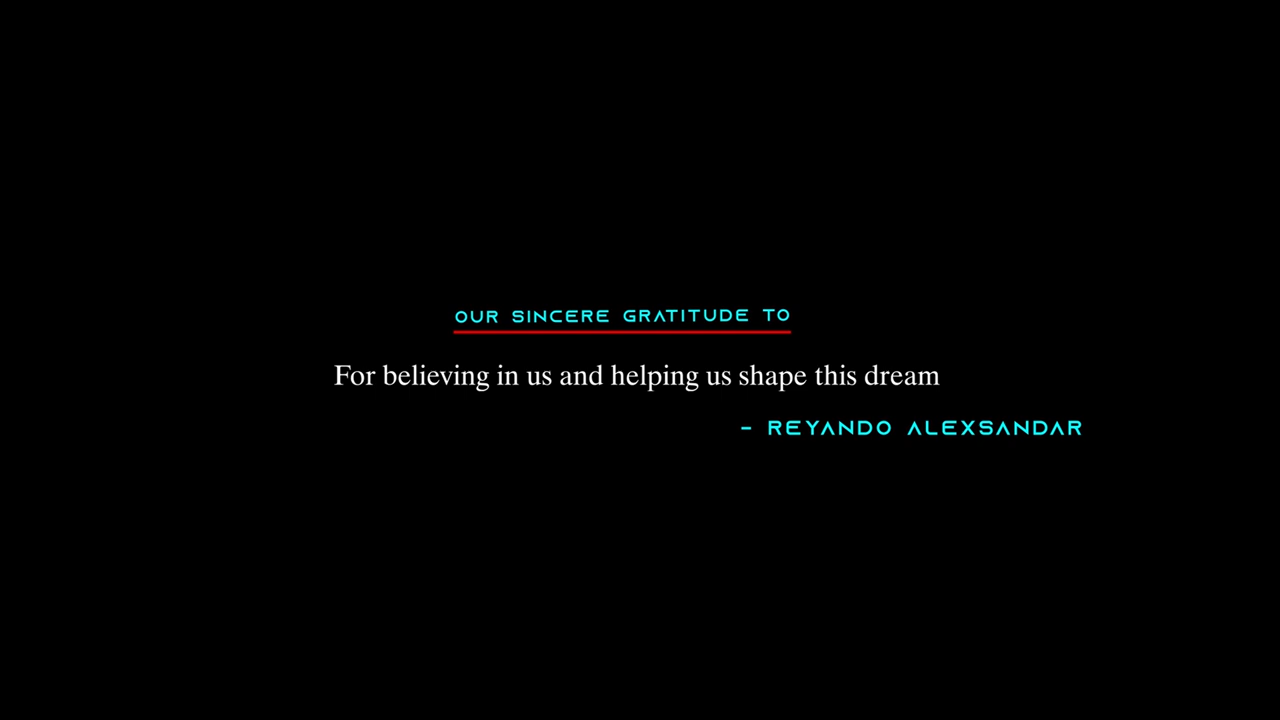 OUR SINCERE GRATITUDE TO
For believing in us and helping us shape this dream
- REYANDO ALEXSANDAR